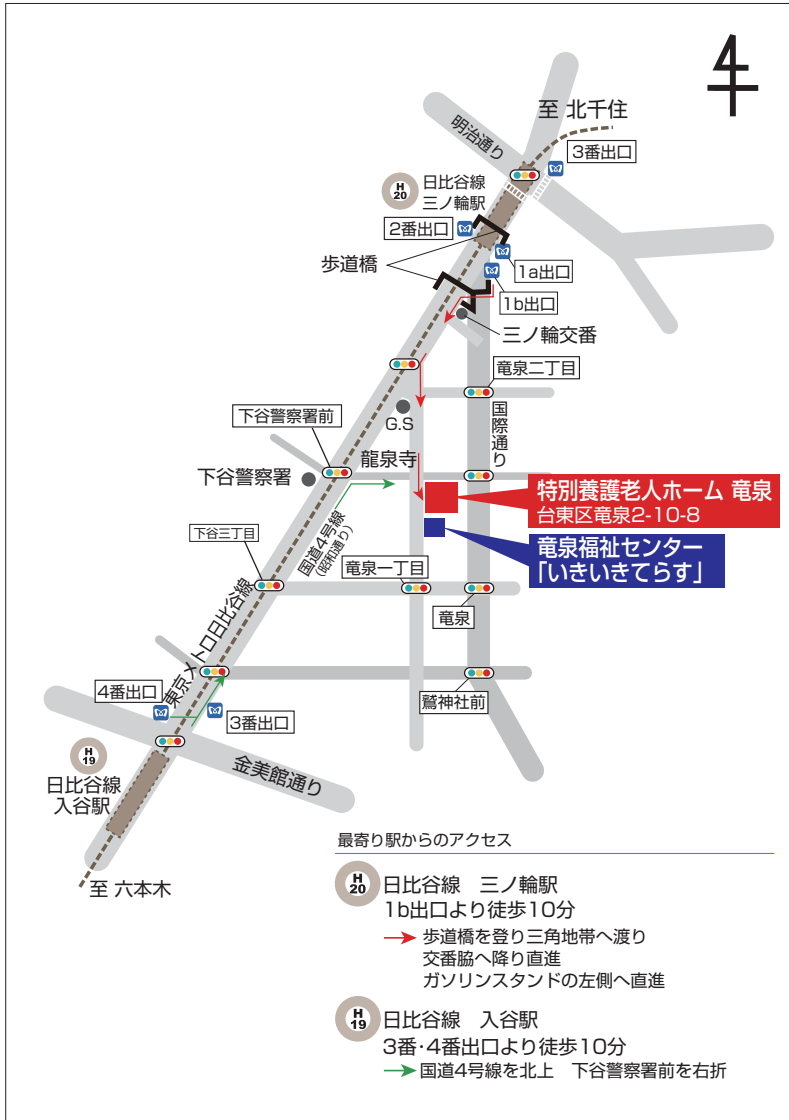 至 北千住
明治通り
3番出口
H
20
日比谷線
三ノ輪駅
2番出口
歩道橋
1a出口
1b出口
三ノ輪交番
竜泉二丁目
G.S
国際通り
下谷警察署前
下谷警察署
龍泉寺
特別養護老人ホーム 竜泉
台東区竜泉2-10-8
竜泉福祉センター
「いきいきてらす」
国道4号線
(昭和通り)
下谷三丁目
竜泉一丁目
竜泉
東京メトロ日比谷線
4番出口
3番出口
鷲神社前
H
19
日比谷線
入谷駅
金美館通り
至 六本木
最寄り駅からのアクセス
H
20
日比谷線 三ノ輪駅
1b出口より徒歩10分
歩道橋を登り三角地帯へ渡り
交番脇へ降り直進
ガソリンスタンドの左側へ直進
H
19
日比谷線 入谷駅
3番・4番出口より徒歩10分
国道4号線を北上 下谷警察署前を右折